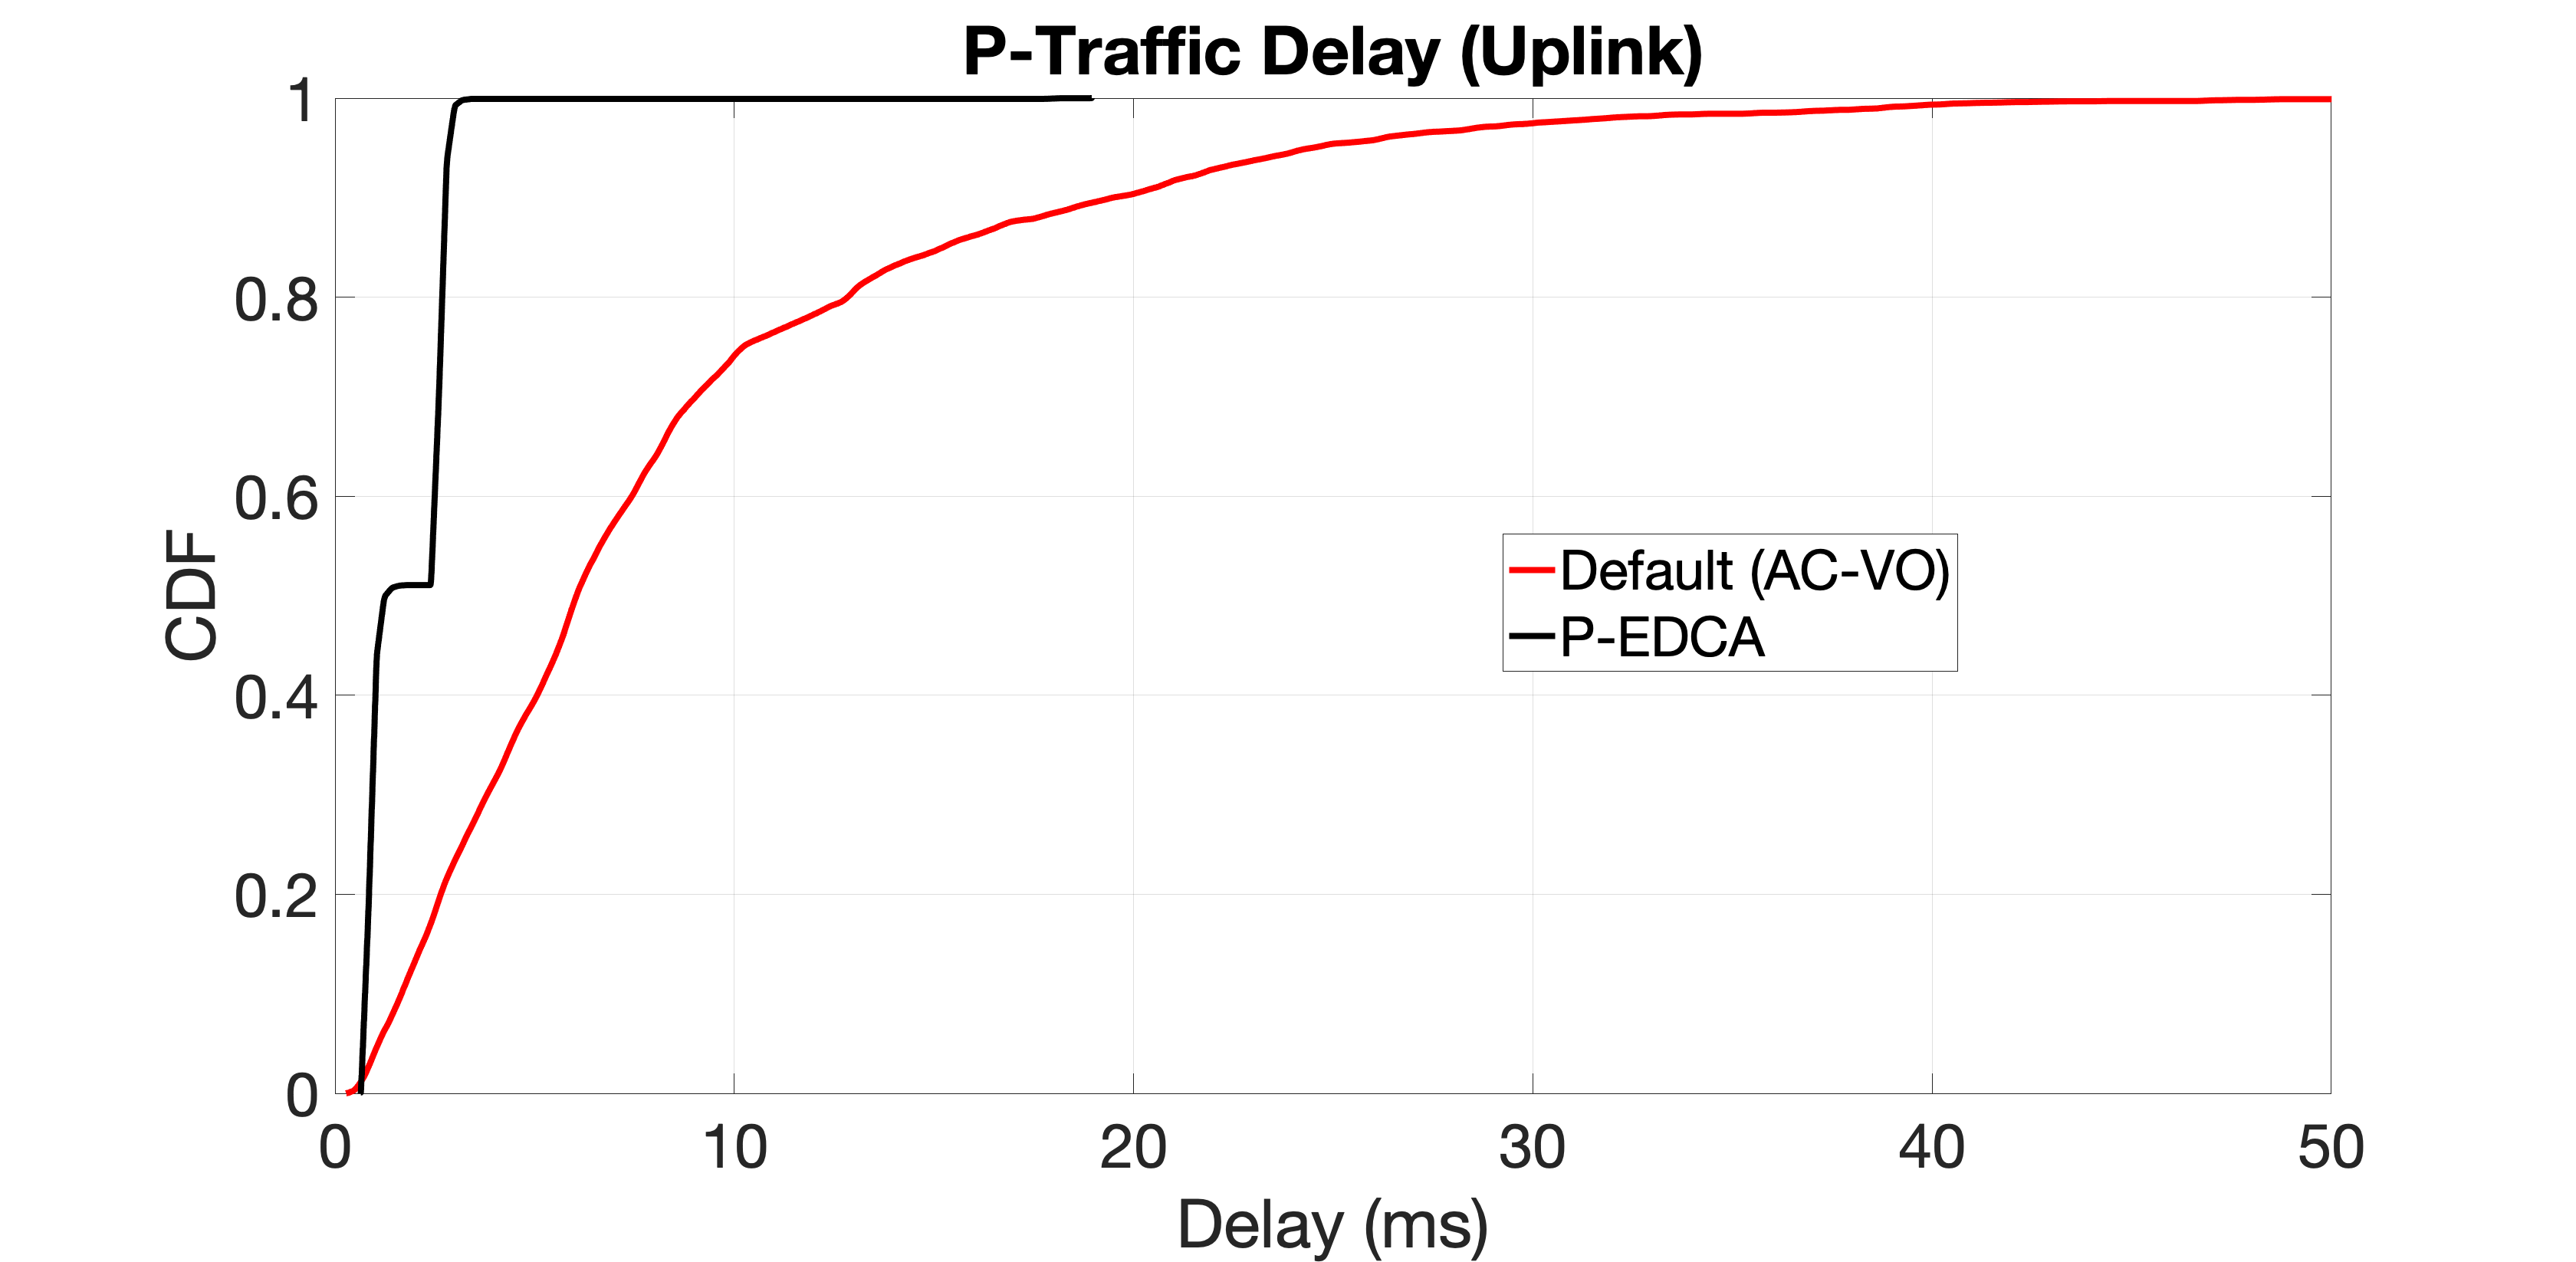 P-Traffic Delay (Uplink)
1
0.8
0.6
0.4
0.2
0
CDF
Default (AC-VO)
P-EDCA
0 10 20 30 40 50
Delay (ms)